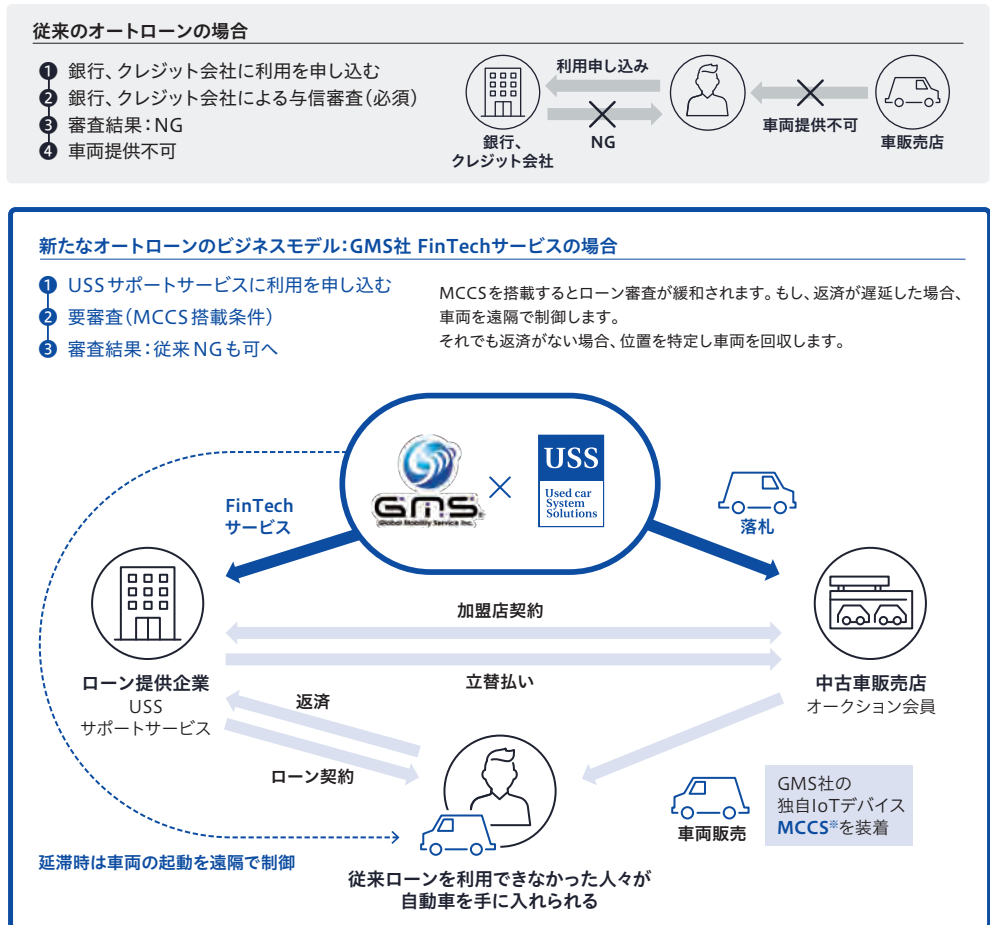 従来のオートローンの場合
❶ 銀行、クレジット会社に利用を申し込む
❷ 銀行、クレジット会社による与信審査（必須）
❸ 審査結果：NG
❹ 車両提供不可
利用申し込み
NG
銀行、
クレジット会社
車両提供不可
車販売店
新たなオートローンのビジネスモデル：GMS社 FinTechサービスの場合
❶ USSサポートサービスに利用を申し込む
❷ 要審査（MCCS搭載条件）
❸ 審査結果：従来NGも可へ
MCCSを搭載するとローン審査が緩和されます。もし、返済が遅延した場合、
車両を遠隔で制御します。
それでも返済がない場合、位置を特定し車両を回収します。
GMS
Global Mobility Service Inc.
×
USS
Used car
System
Solutions
FinTech
サービス
落札
加盟店契約
立替払い
ローン提供企業
USS
サポートサービス
中古車販売店
オークション会員
返済
ローン契約
車両販売
GMS社の
独自IoTデバイス
MCCS※を装着
延滞時は車両の起動を遠隔で制御
従来ローンを利用できなかった人々が
自動車を手に入れられる